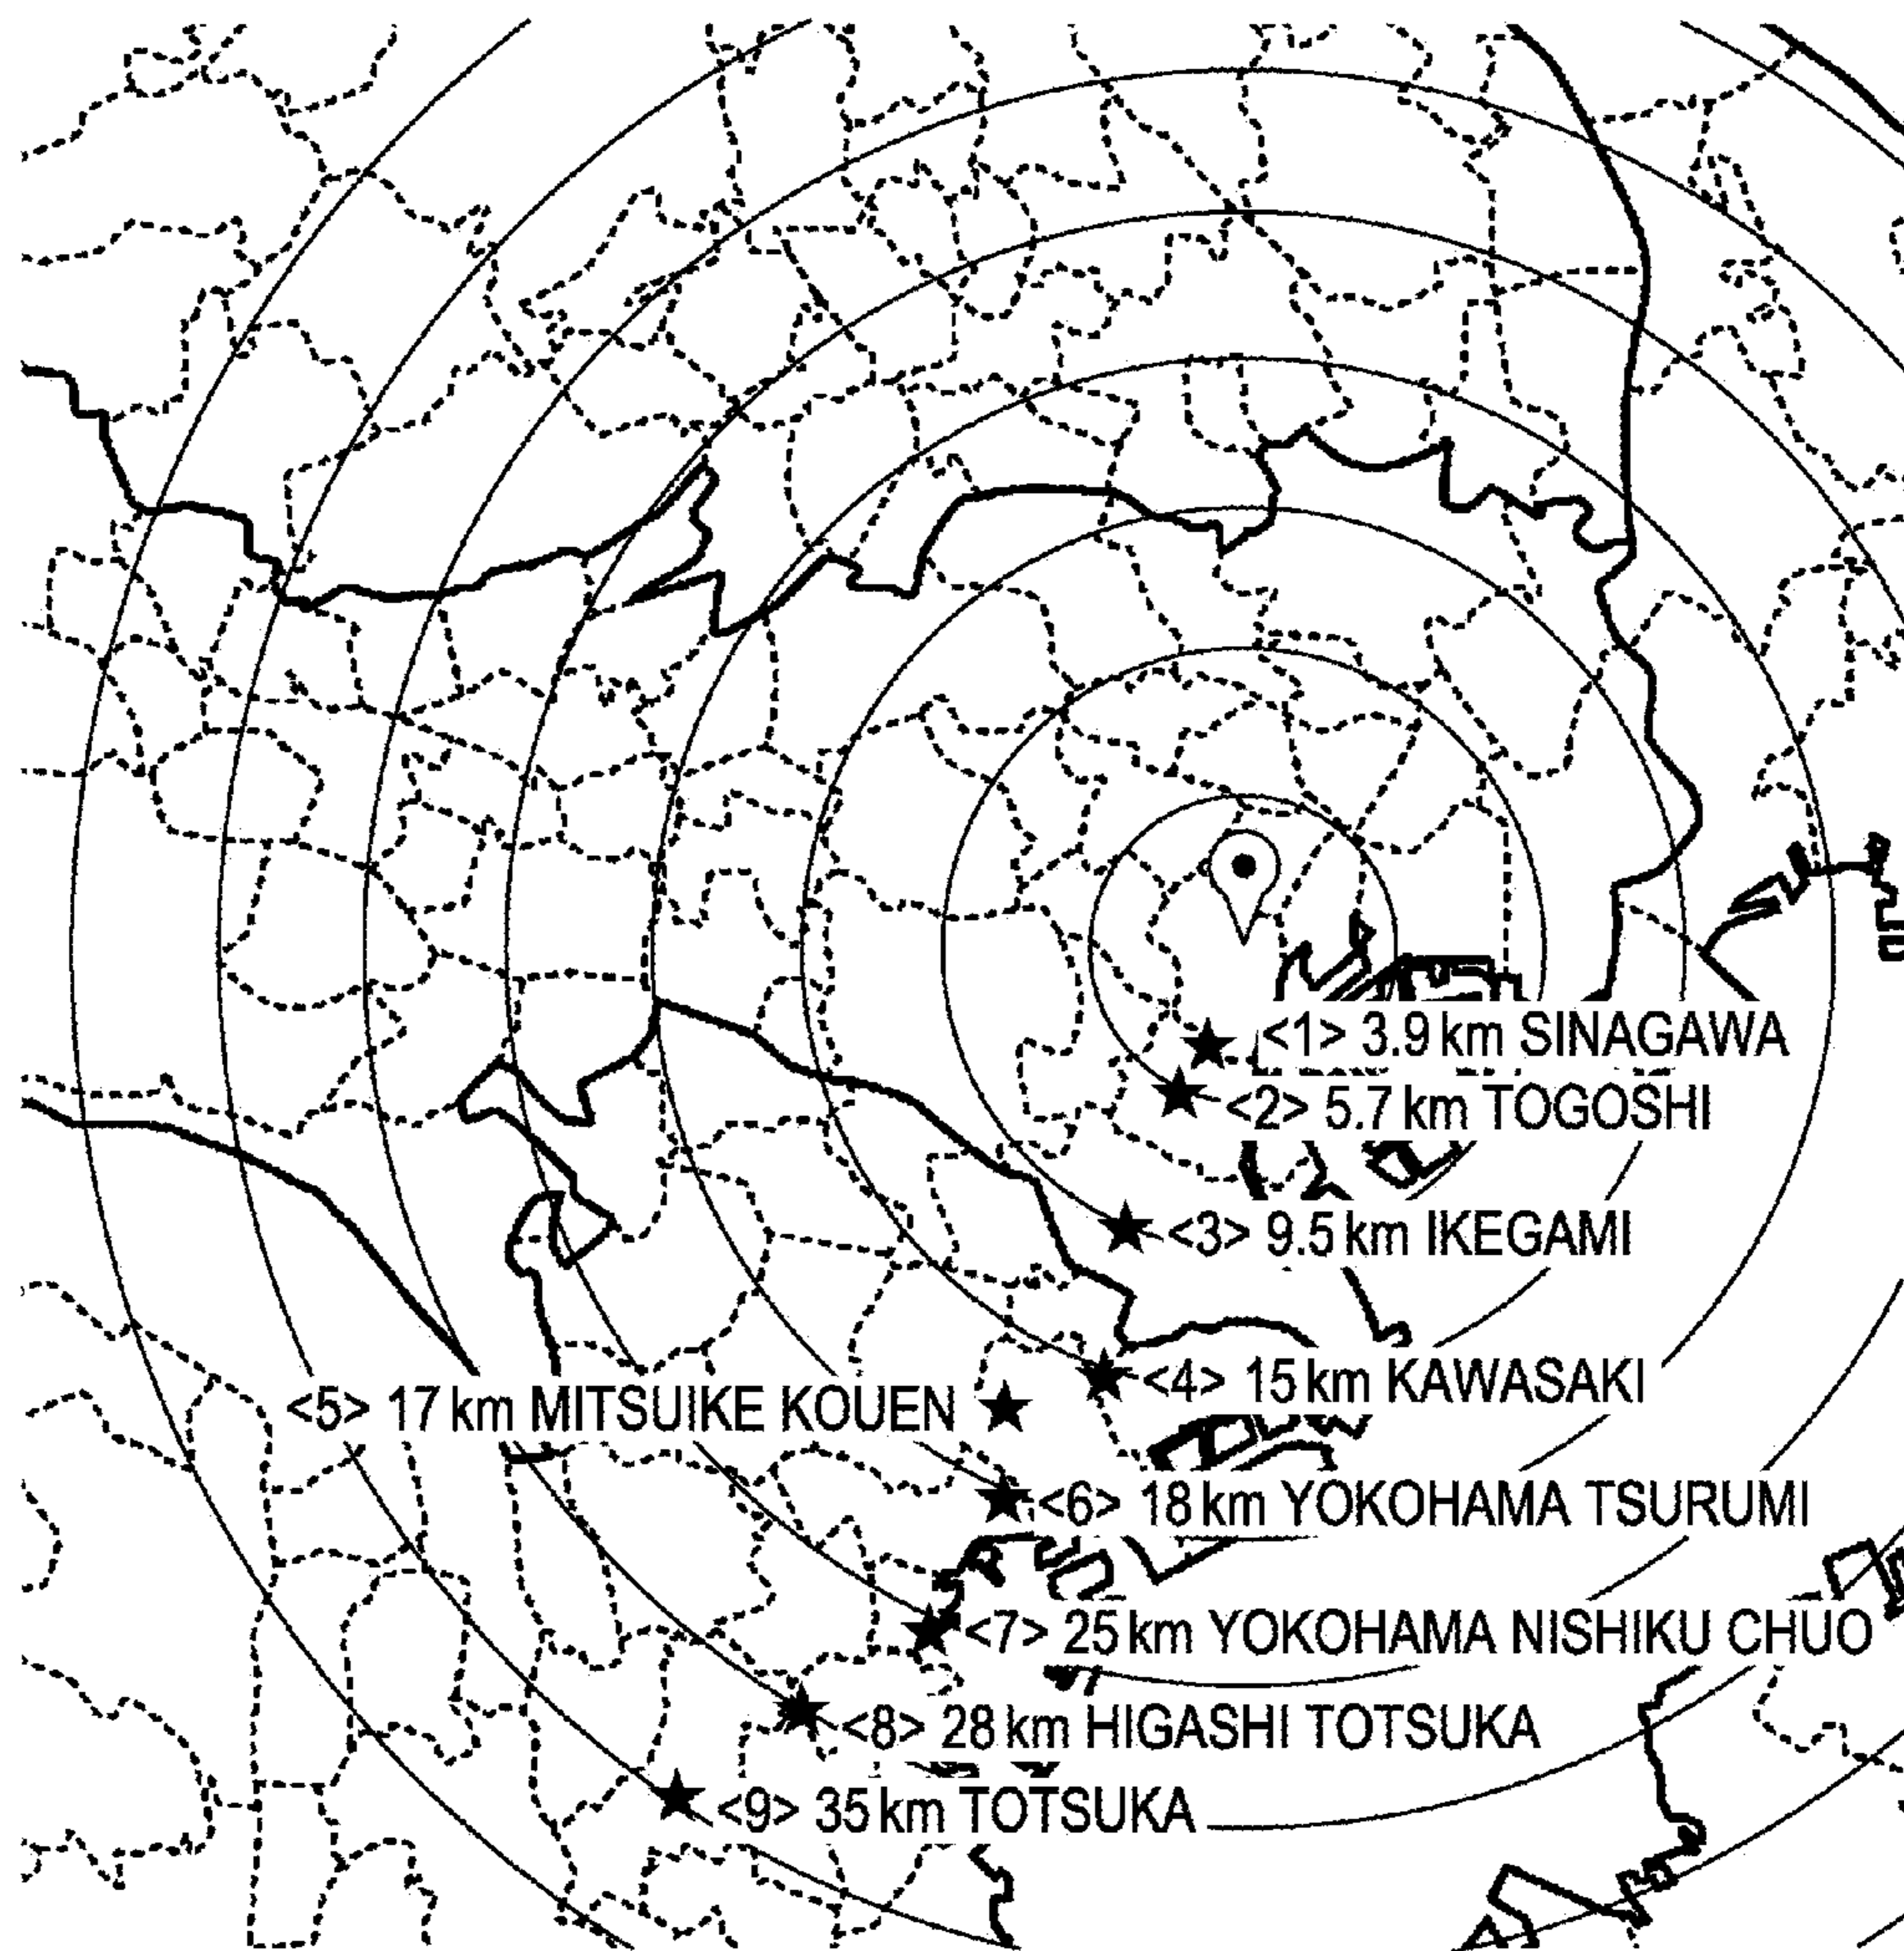 <1> 3.9 km SINAGAWA
<2> 5.7 km TOGOSHI
<3> 9.5 km IKEGAMI
<4> 15 km KAWASAKI
<5> 17 km MITSUIKE KOUEN
<6> 18 km YOKOHAMA TSURUMI
<7> 25 km YOKOHAMA NISHIKU CHUO
<8> 28 km HIGASHI TOTSUKA
<9> 35 km TOTSUKA